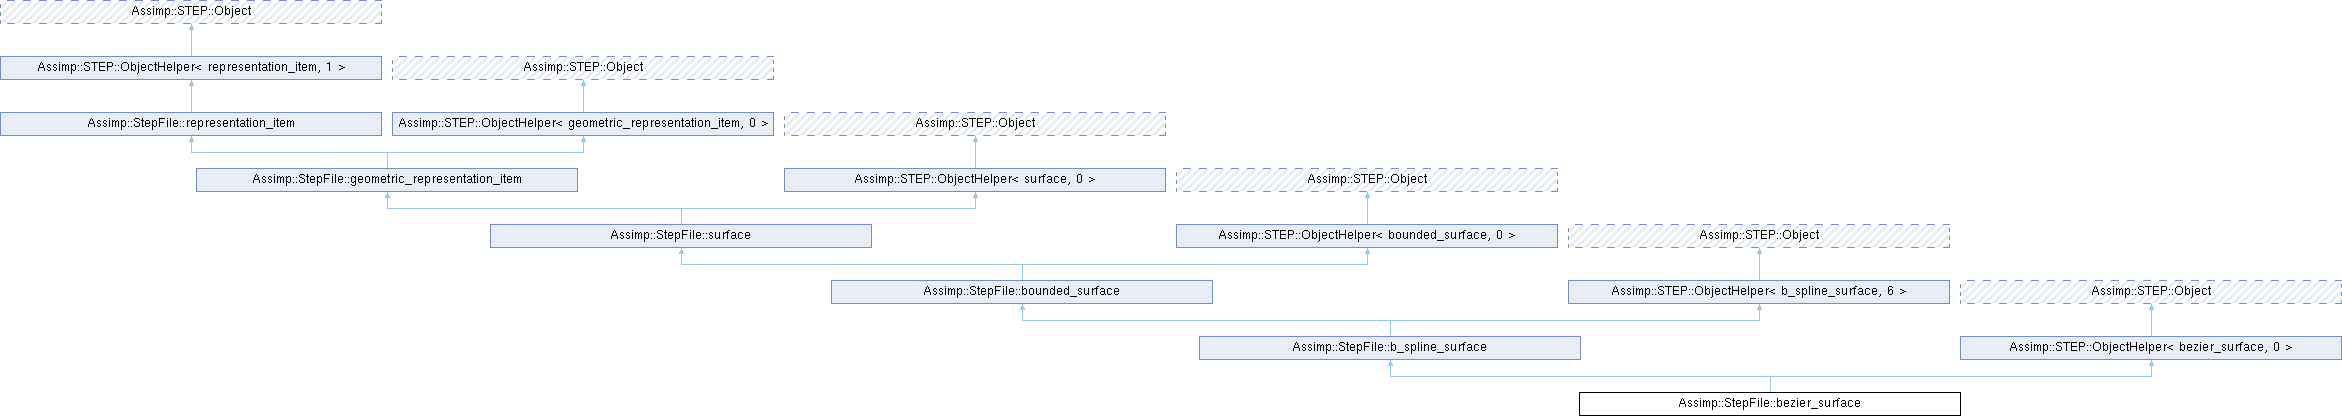 Assimp::STEP::Object
Assimp::STEP::ObjectHelper< representation_item, 1 >
Assimp::STEP::Object
Assimp::StepFile::representation_item
Assimp::STEP::ObjectHelper< geometric_representation_item, 0 >
Assimp::STEP::Object
Assimp::StepFile::geometric_representation_item
Assimp::STEP::ObjectHelper< surface, 0 >
Assimp::STEP::Object
Assimp::StepFile::surface
Assimp::STEP::ObjectHelper< bounded_surface, 0 >
Assimp::STEP::Object
Assimp::StepFile::bounded_surface
Assimp::STEP::ObjectHelper< b_spline_surface, 6 >
Assimp::STEP::Object
Assimp::StepFile::b_spline_surface
Assimp::STEP::ObjectHelper< bezier_surface, 0 >
Assimp::StepFile::bezier_surface